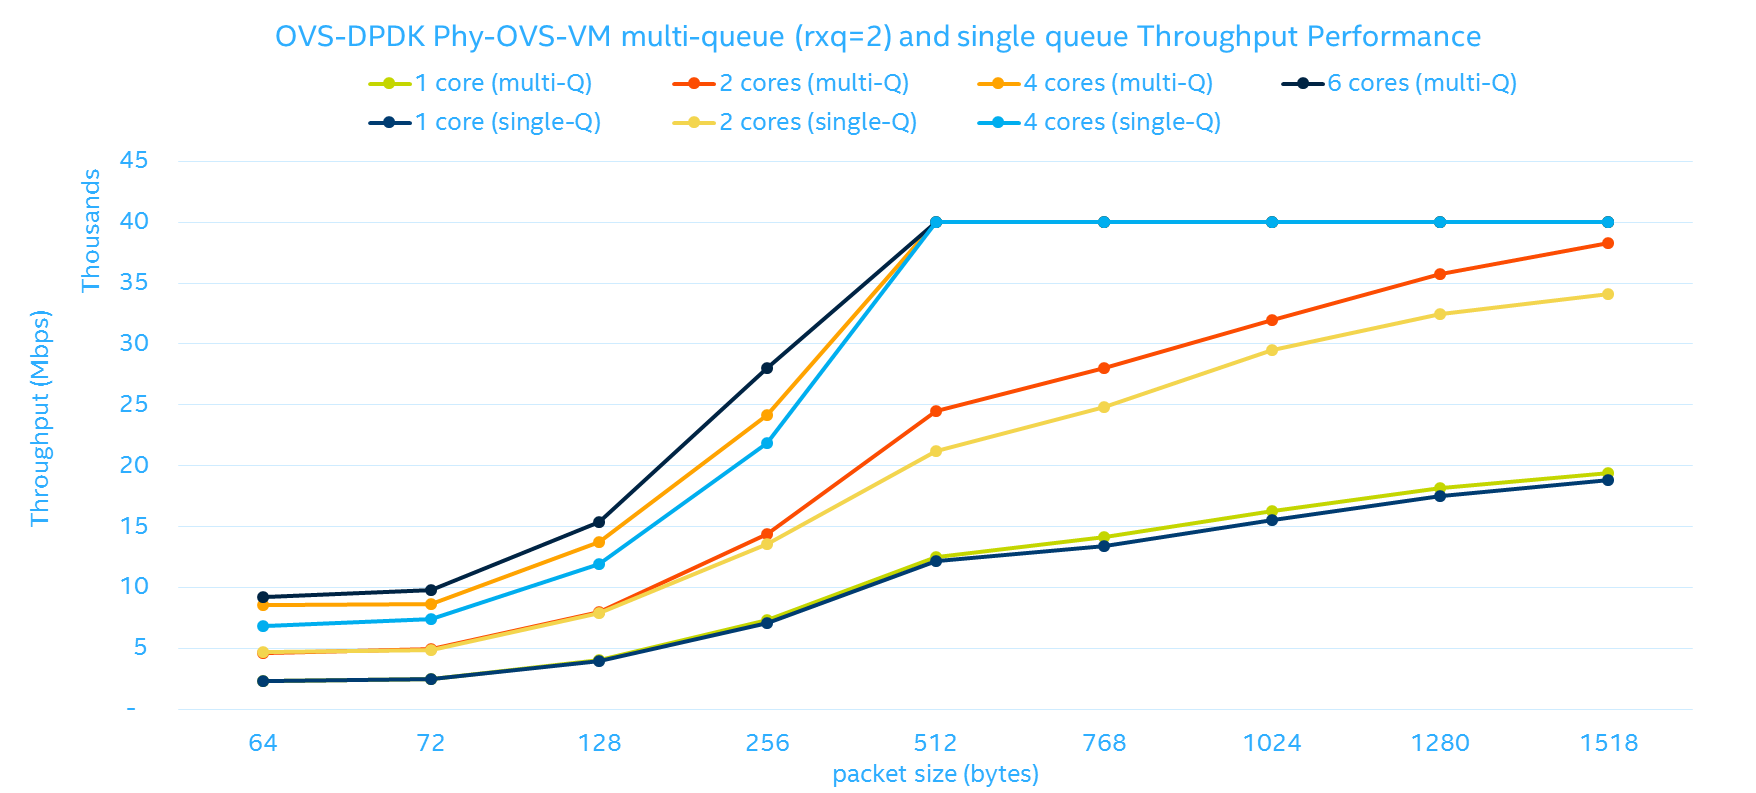 OVS-DPDK Phy-OVS-VM multi-queue (rxq=2) and single queue Throughput Performance
1 core (multi-Q) 2 cores (multi-Q) 4 cores (multi-Q) 6 cores (multi-Q)
1 core (single-Q) 2 cores (single-Q) 4 cores (single-Q)
Thousands
Throughput (Mbps)
45
40
35
30
25
20
15
10
5
-
64 72 128 256 512 768 1024 1280 1518
packet size (bytes)